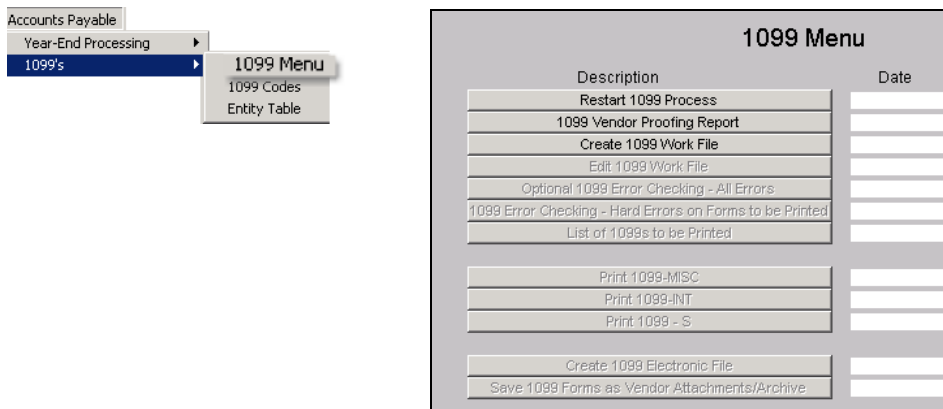 Accounts Payable
Year-End Processing
1099's
1099 Menu
1099 Codes
Entity Table
1099 Menu
Description Date
Restart 1099 Process
1099 Vendor Proofing Report
Create 1099 Work File
Edit 1099 Work File
Optional 1099 Error Checking - All Errors
1099 Error Checking - Hard Errors on Forms to be Printed
List of 1099s to be Printed
Print 1099-MISC
Print 1099-INT
Print 1099 - S
Create 1099 Electronic File
Save 1099 Forms as Vendor Attachments/Archive